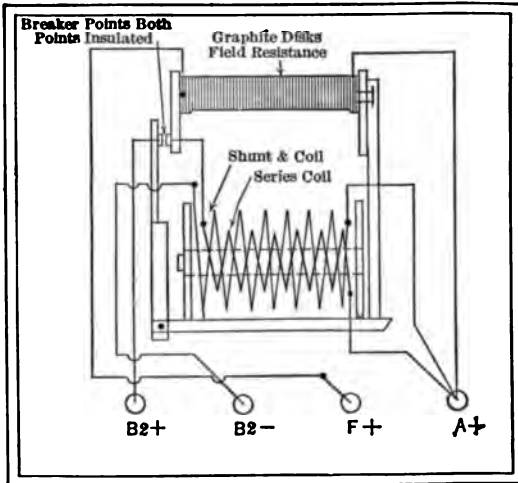 Breaker Points Both
Points Insulated
Graphite Disks
Field Resistance
Shunt & Coil
Series Coil
B2+
B2−
F+
A+